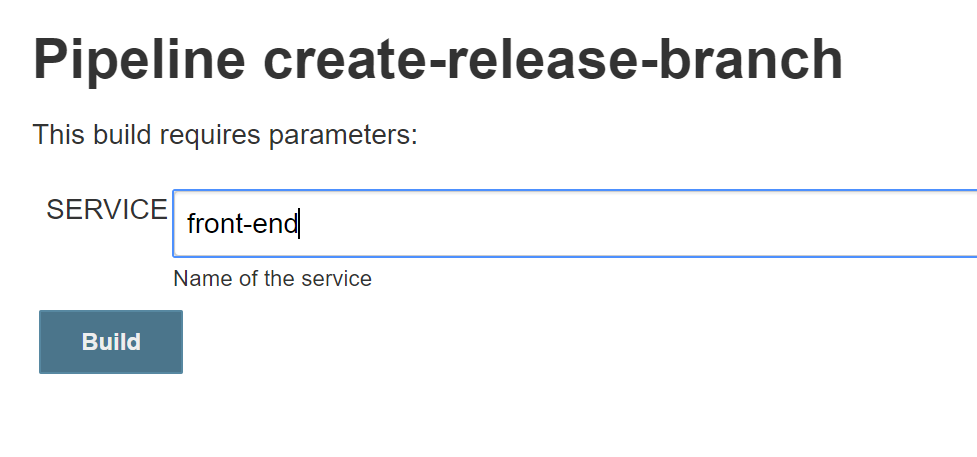 Pipeline create-release-branch
This build requires parameters:
SERVICE front-end
Name of the service
Build